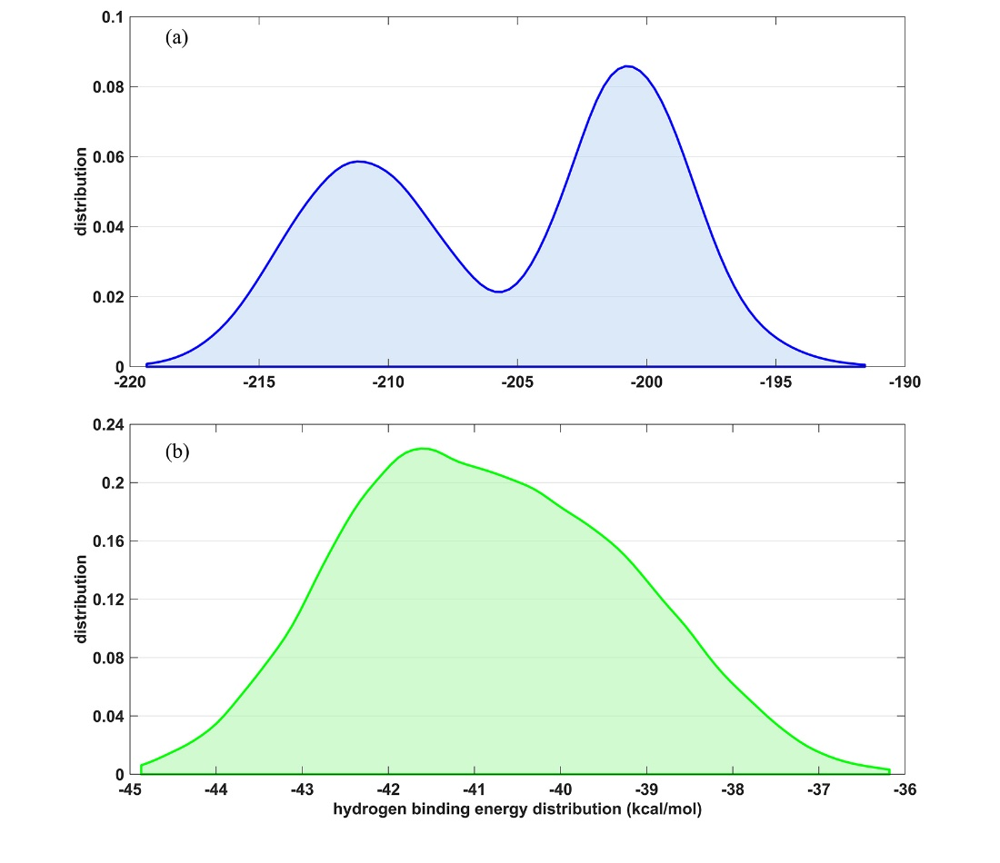 0.1
(a)
0.08
0.06
distribution
0.04
0.02
0
-220 -215 -210 -205 -200 -195 -190
0.24
(b)
0.2
0.16
distribution
0.12
0.08
0.04
0
-45 -44 -43 -42 -41 -40 -39 -38 -37 -36
hydrogen binding energy distribution (kcal/mol)